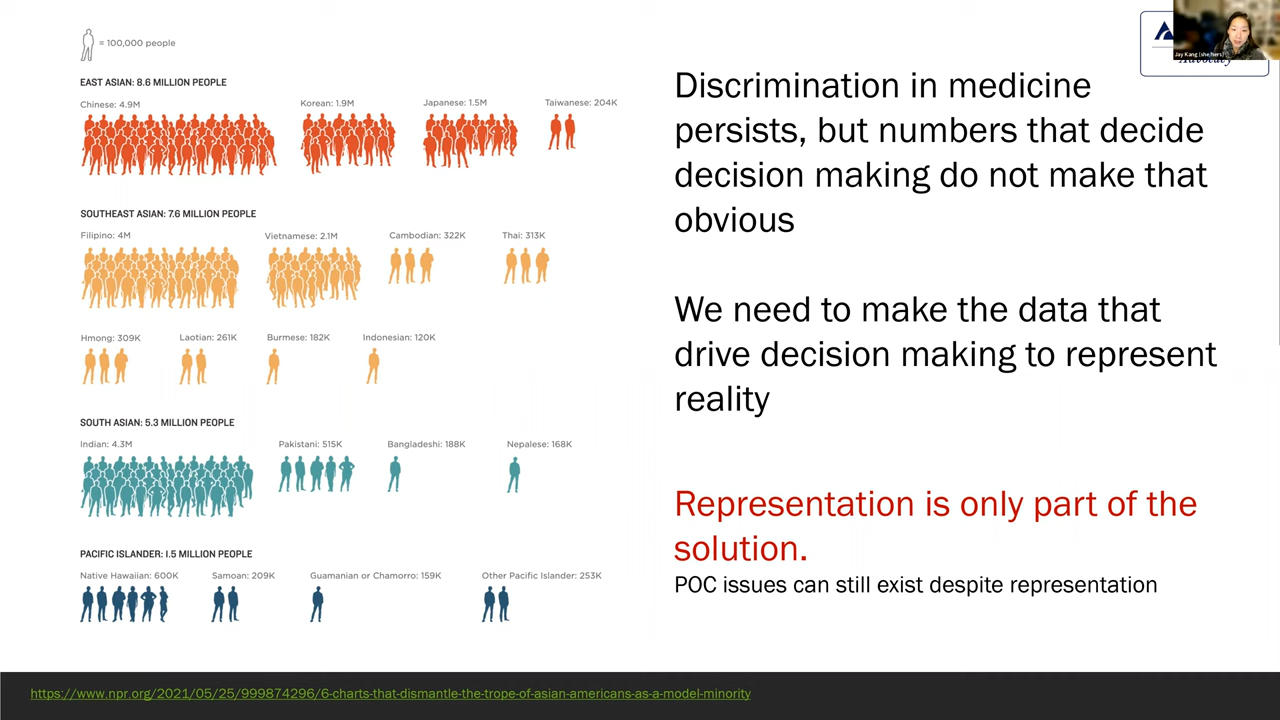 = 100,000 people
EAST ASIAN: 8.6 MILLION PEOPLE
Chinese: 4.9M
Korean: 1.9M
Japanese: 1.5M
Taiwanese: 204K
SOUTHEAST ASIAN: 7.6 MILLION PEOPLE
Filipino: 4M
Vietnamese: 2.1M
Cambodian: 322K
Thai: 313K
Hmong: 309K
Laotian: 261K
Burmese: 182K
Indonesian: 120K
SOUTH ASIAN: 5.3 MILLION PEOPLE
Indian: 4.3M
Pakistani: 515K
Bangladeshi: 188K
Nepalese: 168K
PACIFIC ISLANDER: 1.5 MILLION PEOPLE
Native Hawaiian: 600K
Samoan: 209K
Guamanian or Chamorro: 159K
Other Pacific Islander: 253K
Discrimination in medicine
persists, but numbers that decide
decision making do not make that
obvious
We need to make the data that
drive decision making to represent
reality
Representation is only part of the
solution.
POC issues can still exist despite representation
Jay Kang (she/hers)
https://www.npr.org/2021/05/25/999874296/6-charts-that-dismantle-the-trope-of-asian-americans-as-a-model-minority